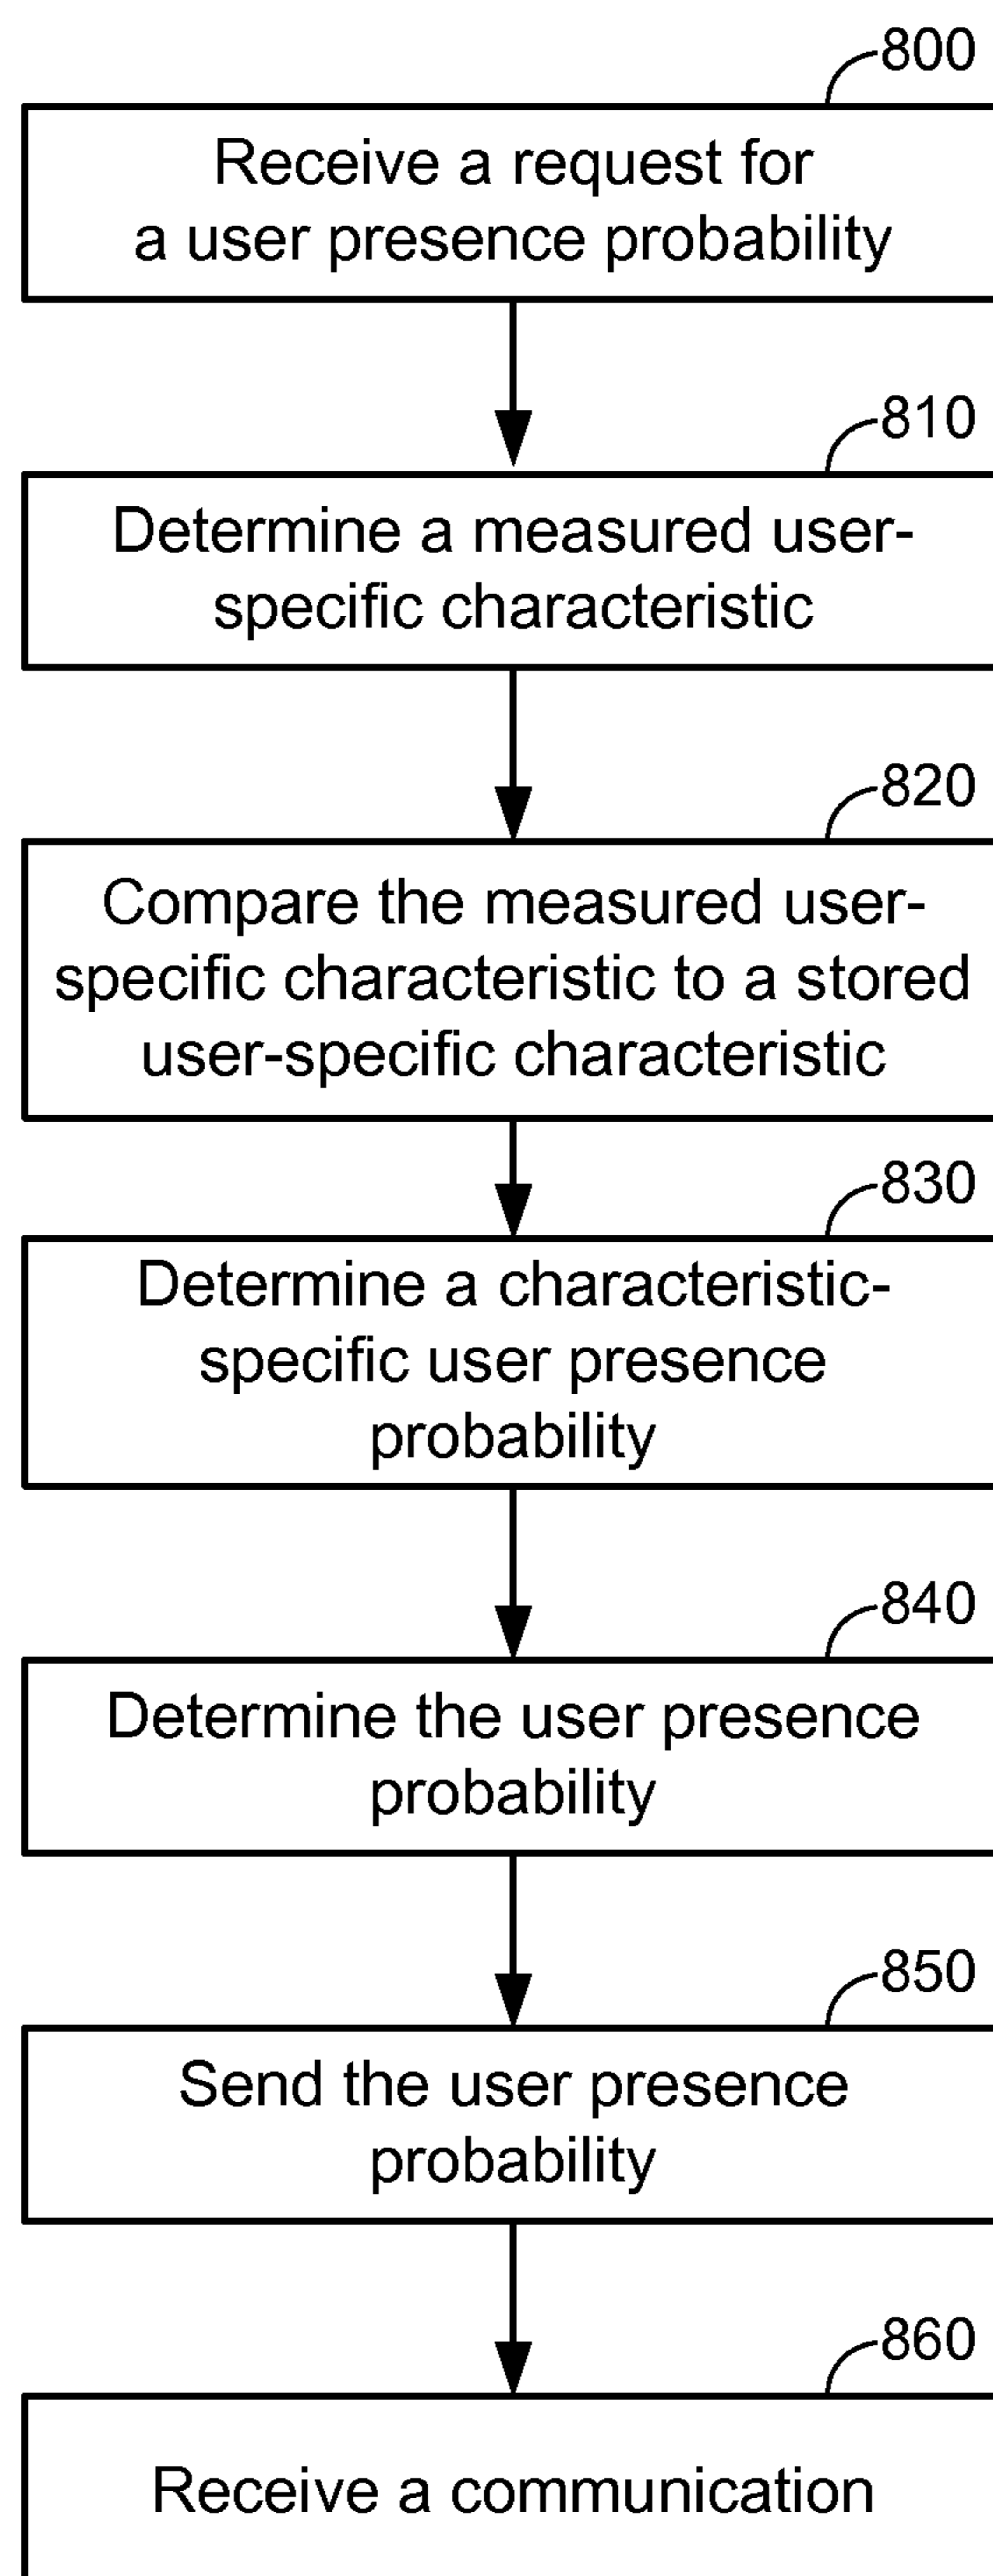 800
Receive a request for
a user presence probability
810
Determine a measured user-
specific characteristic
820
Compare the measured user-
specific characteristic to a stored
user-specific characteristic
830
Determine a characteristic-
specific user presence
probability
840
Determine the user presence
probability
850
Send the user presence
probability
860
Receive a communication